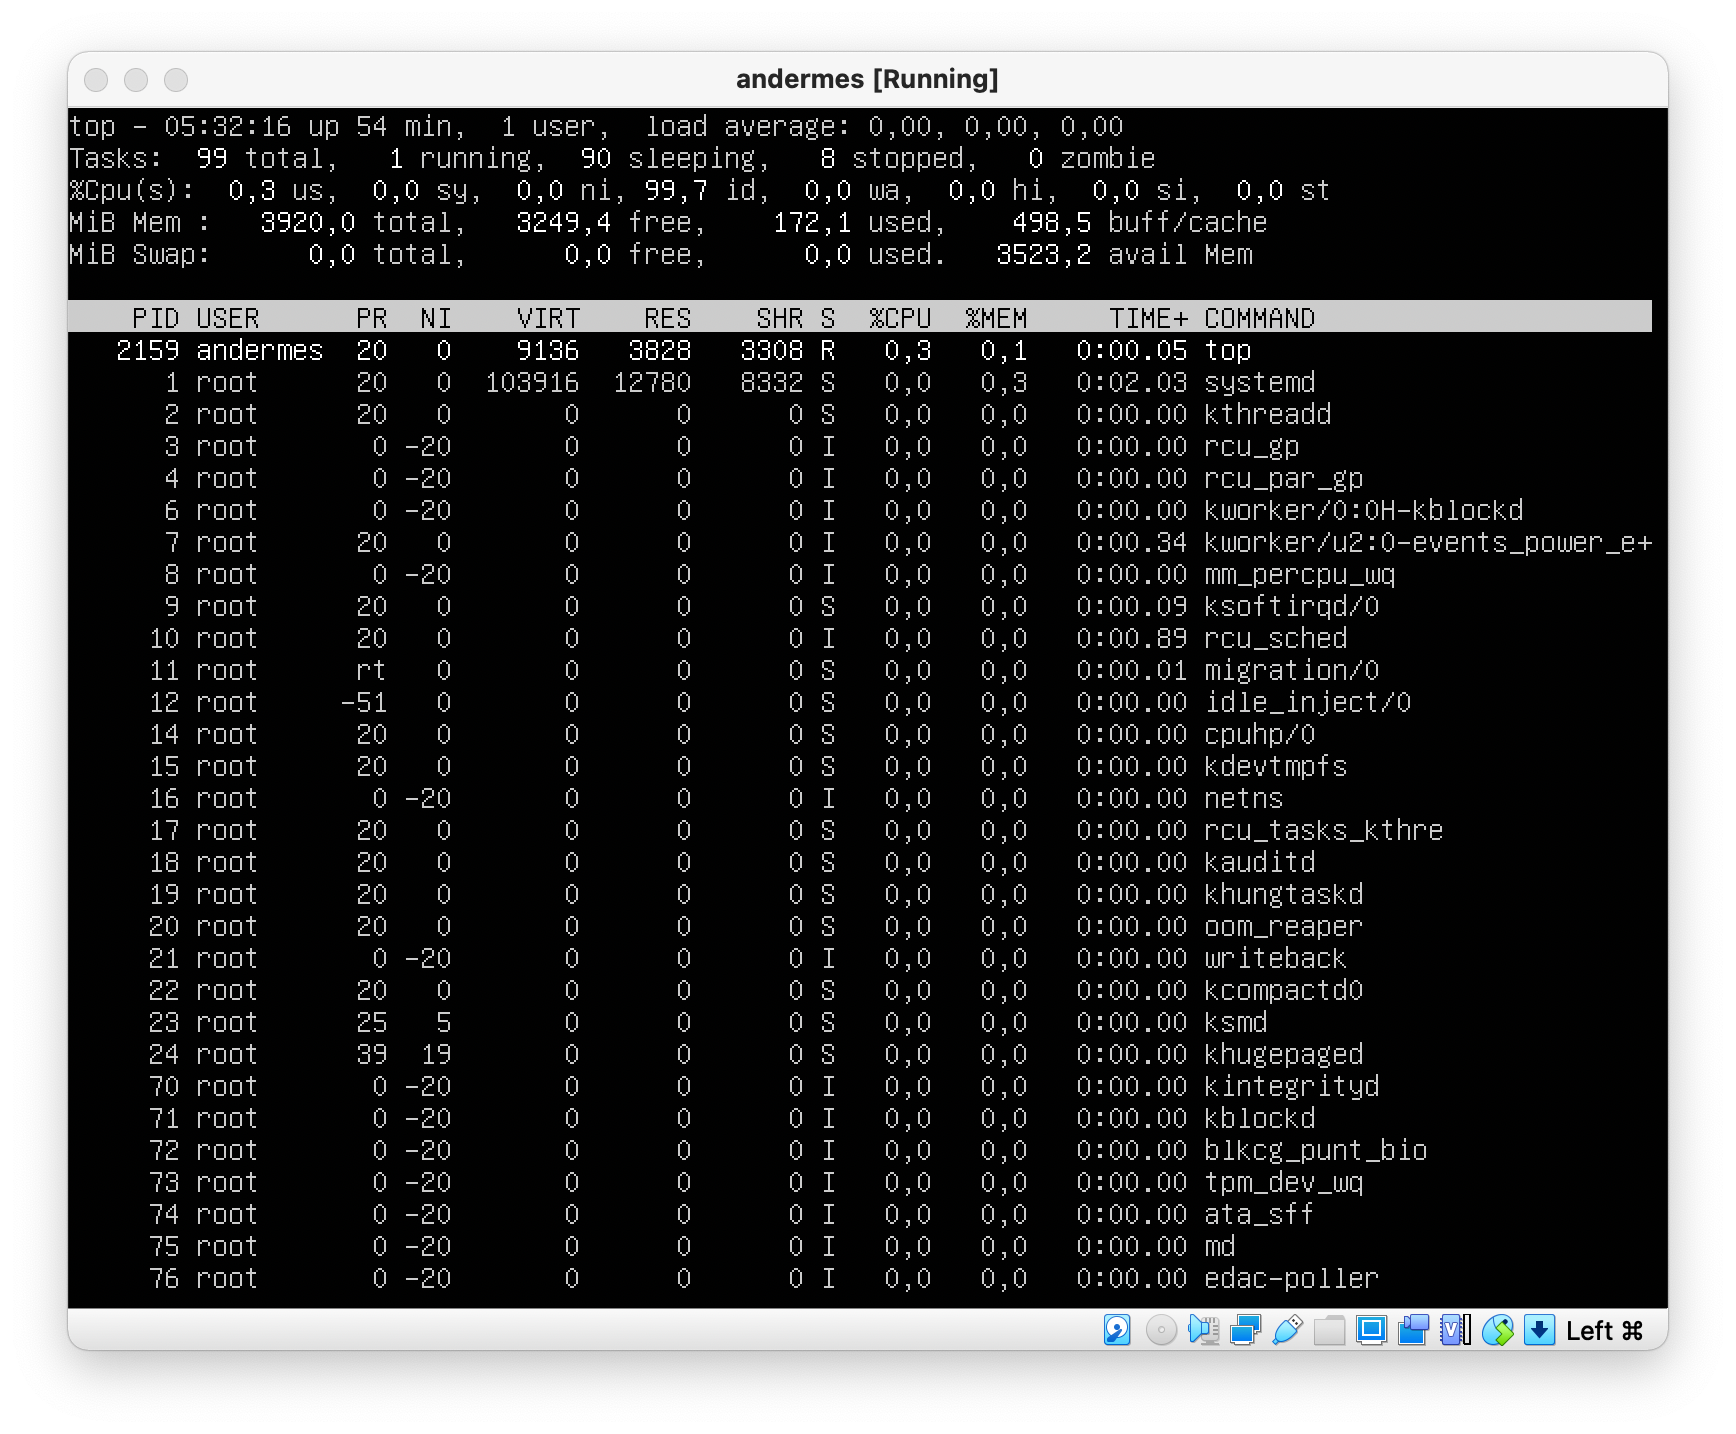 andermes [Running]
top - 05:32:16 up 54 min,  1 user,  load average: 0,00, 0,00, 0,00
Tasks:  99 total,   1 running,  90 sleeping,   8 stopped,   0 zombie
%Cpu(s):  0,3 us,  0,0 sy,  0,0 ni, 99,7 id,  0,0 wa,  0,0 hi,  0,0 si,  0,0 st
MiB Mem :   3920,0 total,   3249,4 free,    172,1 used,    498,5 buff/cache
MiB Swap:      0,0 total,      0,0 free,      0,0 used.   3523,2 avail Mem
    PID USER      PR  NI    VIRT    RES    SHR S  %CPU  %MEM     TIME+ COMMAND
   2159 andermes  20   0    9136   3828   3308 R   0,3   0,1   0:00.05 top
      1 root      20   0  103916  12780   8332 S   0,0   0,3   0:02.03 systemd
      2 root      20   0       0      0      0 S   0,0   0,0   0:00.00 kthreadd
      3 root       0 -20       0      0      0 I   0,0   0,0   0:00.00 rcu_gp
      4 root       0 -20       0      0      0 I   0,0   0,0   0:00.00 rcu_par_gp
      6 root       0 -20       0      0      0 I   0,0   0,0   0:00.00 kworker/0:0H-kblockd
      7 root      20   0       0      0      0 I   0,0   0,0   0:00.34 kworker/u2:0-events_power_e+
      8 root       0 -20       0      0      0 I   0,0   0,0   0:00.00 mm_percpu_wq
      9 root      20   0       0      0      0 S   0,0   0,0   0:00.09 ksoftirqd/0
     10 root      20   0       0      0      0 I   0,0   0,0   0:00.89 rcu_sched
     11 root      rt   0       0      0      0 S   0,0   0,0   0:00.01 migration/0
     12 root     -51   0       0      0      0 S   0,0   0,0   0:00.00 idle_inject/0
     14 root      20   0       0      0      0 S   0,0   0,0   0:00.00 cpuhp/0
     15 root      20   0       0      0      0 S   0,0   0,0   0:00.00 kdevtmpfs
     16 root       0 -20       0      0      0 I   0,0   0,0   0:00.00 netns
     17 root      20   0       0      0      0 S   0,0   0,0   0:00.00 rcu_tasks_kthre
     18 root      20   0       0      0      0 S   0,0   0,0   0:00.00 kauditd
     19 root      20   0       0      0      0 S   0,0   0,0   0:00.00 khungtaskd
     20 root      20   0       0      0      0 S   0,0   0,0   0:00.00 oom_reaper
     21 root       0 -20       0      0      0 I   0,0   0,0   0:00.00 writeback
     22 root      20   0       0      0      0 S   0,0   0,0   0:00.00 kcompactd0
     23 root      25   5       0      0      0 S   0,0   0,0   0:00.00 ksmd
     24 root      39  19       0      0      0 S   0,0   0,0   0:00.00 khugepaged
     70 root       0 -20       0      0      0 I   0,0   0,0   0:00.00 kintegrityd
     71 root       0 -20       0      0      0 I   0,0   0,0   0:00.00 kblockd
     72 root       0 -20       0      0      0 I   0,0   0,0   0:00.00 blkcg_punt_bio
     73 root       0 -20       0      0      0 I   0,0   0,0   0:00.00 tpm_dev_wq
     74 root       0 -20       0      0      0 I   0,0   0,0   0:00.00 ata_sff
     75 root       0 -20       0      0      0 I   0,0   0,0   0:00.00 md
     76 root       0 -20       0      0      0 I   0,0   0,0   0:00.00 edac-poller
Left ⌘